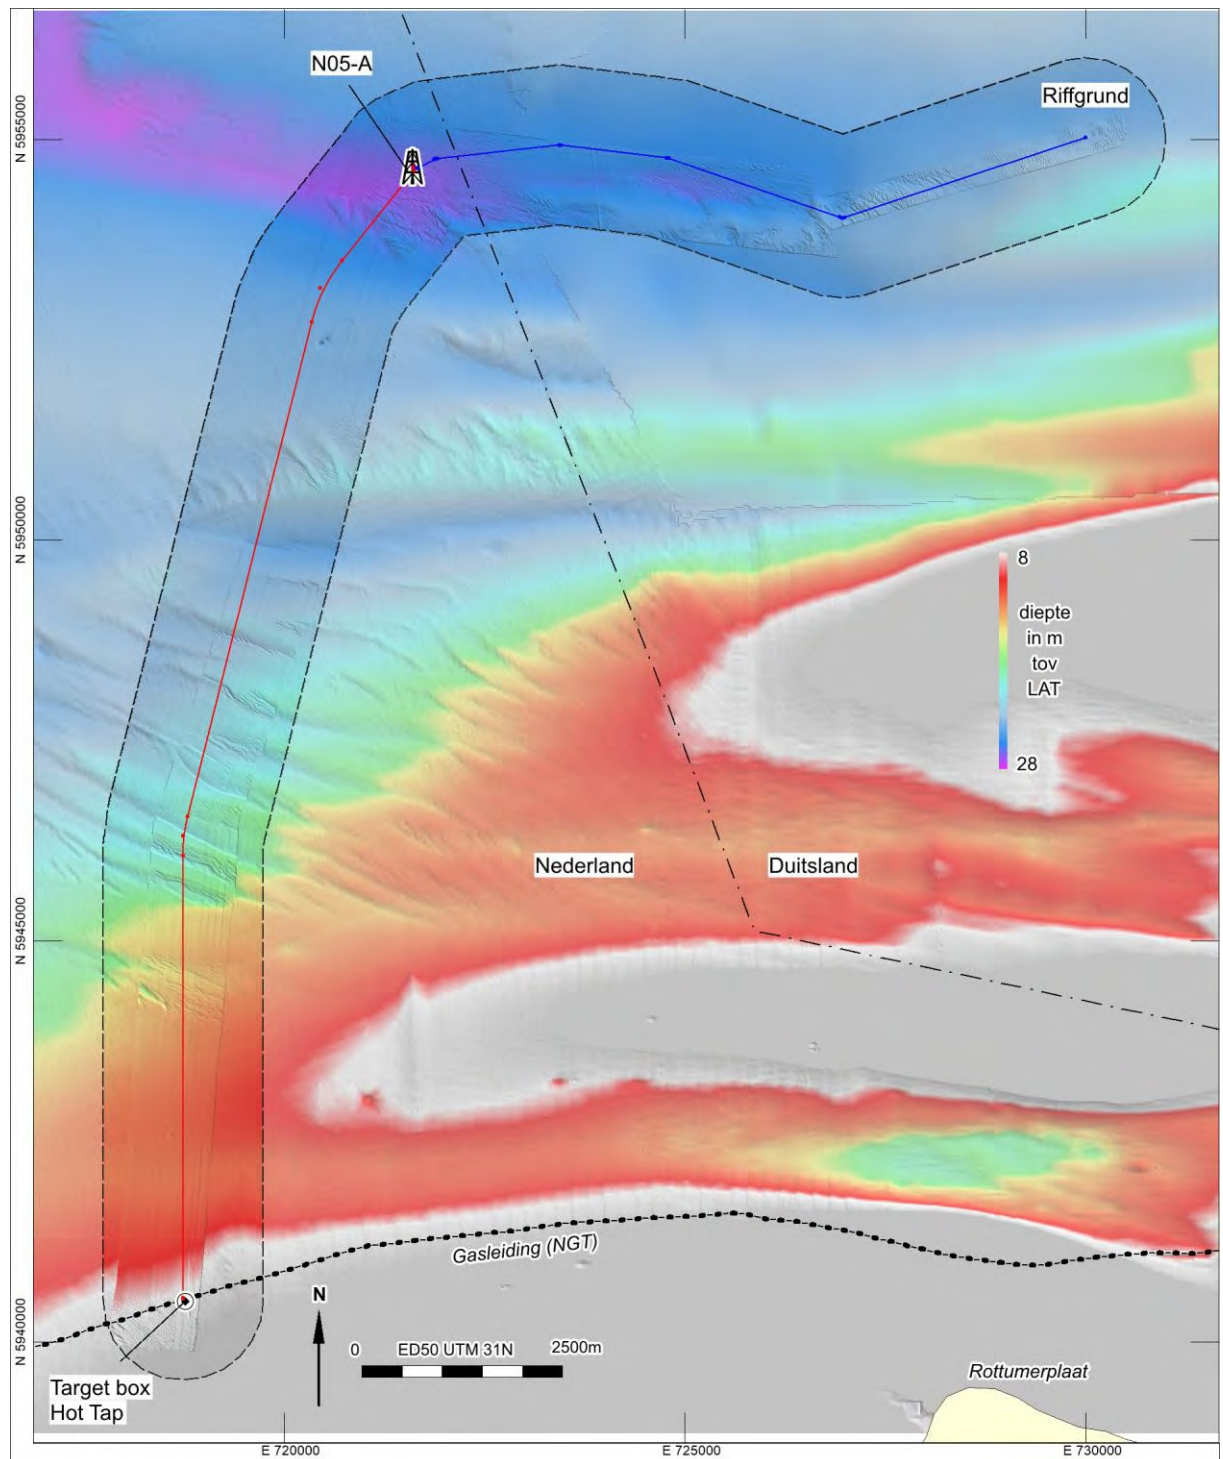 N05-A
Riffgrund
N 5955000
N 5950000
8
diepte
in m
tov
LAT
28
Nederland
Duitsland
N 5945000
Gasleiding (NGT)
N
N 5940000
0 ED50 UTM 31N 2500m
Target box
Hot Tap
Rottumerplaat
E 720000
E 725000
E 730000